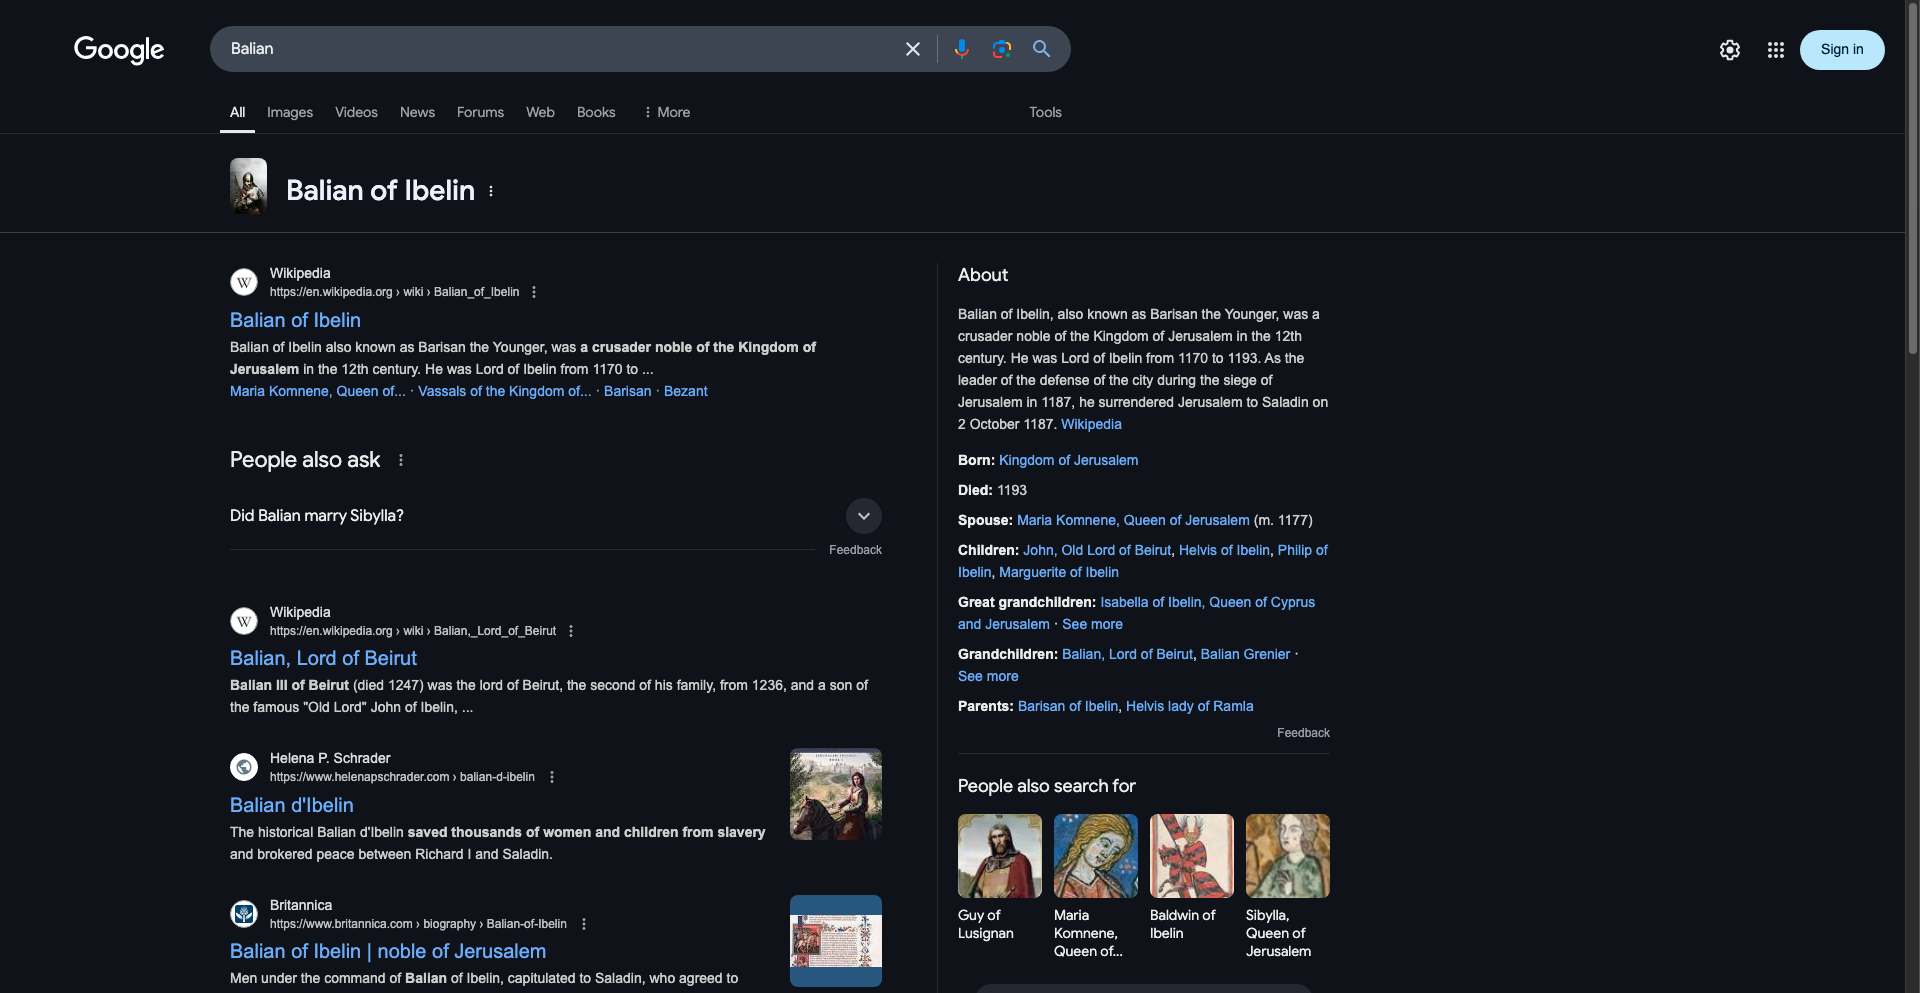 Google
Balian
Sign in
All Images Videos News Forums Web Books More Tools
Balian of Ibelin
Wikipedia
https://en.wikipedia.org › wiki › Balian_of_Ibelin
Balian of Ibelin
Balian of Ibelin also known as Barisan the Younger, was a crusader noble of the Kingdom of
Jerusalem in the 12th century. He was Lord of Ibelin from 1170 to ...
Maria Komnene, Queen of... · Vassals of the Kingdom of... · Barisan · Bezant
People also ask
Did Balian marry Sibylla?
Feedback
W
Wikipedia
https://en.wikipedia.org › wiki › Balian,_Lord_of_Beirut
Balian, Lord of Beirut
Balian III of Beirut (died 1247) was the lord of Beirut, the second of his family, from 1236, and a son of
the famous "Old Lord" John of Ibelin, ...
Helena P. Schrader
https://www.helenapschrader.com › balian-d-ibelin
Balian d'Ibelin
The historical Balian d'Ibelin saved thousands of women and children from slavery
and brokered peace between Richard I and Saladin.
Britannica
https://www.britannica.com › biography › Balian-of-Ibelin
Balian of Ibelin | noble of Jerusalem
Men under the command of Balian of Ibelin, capitulated to Saladin, who agreed to
About
Balian of Ibelin, also known as Barisan the Younger, was a
crusader noble of the Kingdom of Jerusalem in the 12th
century. He was Lord of Ibelin from 1170 to 1193. As the
leader of the defense of the city during the siege of
Jerusalem in 1187, he surrendered Jerusalem to Saladin on
2 October 1187. Wikipedia
Born: Kingdom of Jerusalem
Died: 1193
Spouse: Maria Komnene, Queen of Jerusalem (m. 1177)
Children: John, Old Lord of Beirut, Helvis of Ibelin, Philip of
Ibelin, Marguerite of Ibelin
Great grandchildren: Isabella of Ibelin, Queen of Cyprus
and Jerusalem · See more
Grandchildren: Balian, Lord of Beirut, Balian Grenier ·
See more
Parents: Barisan of Ibelin, Helvis lady of Ramla
Feedback
People also search for
Guy of
Lusignan
Maria
Komnene,
Queen of...
Baldwin of
Ibelin
Sibylla,
Queen of
Jerusalem